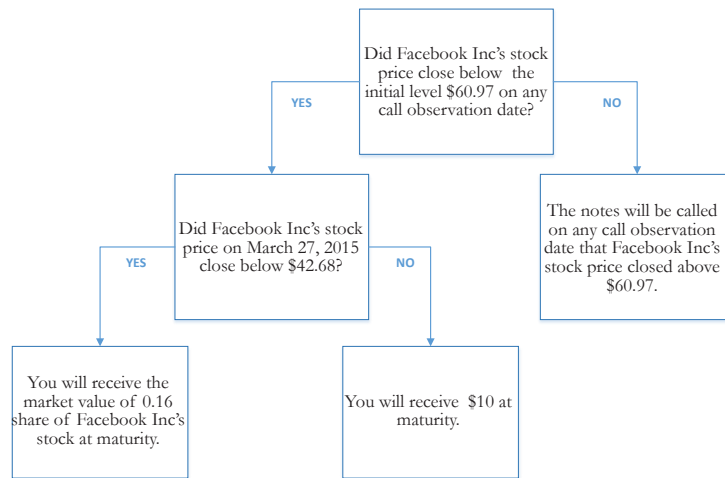 Did Facebook Inc's stock
price close below the
initial level $60.97 on any
call observation date?
YES
NO
Did Facebook Inc's stock
price on March 27, 2015
close below $42.68?
The notes will be called
on any call observation
date that Facebook Inc's
stock price closed above
$60.97.
YES
NO
You will receive the
market value of 0.16
share of Facebook Inc's
stock at maturity.
You will receive $10 at
maturity.